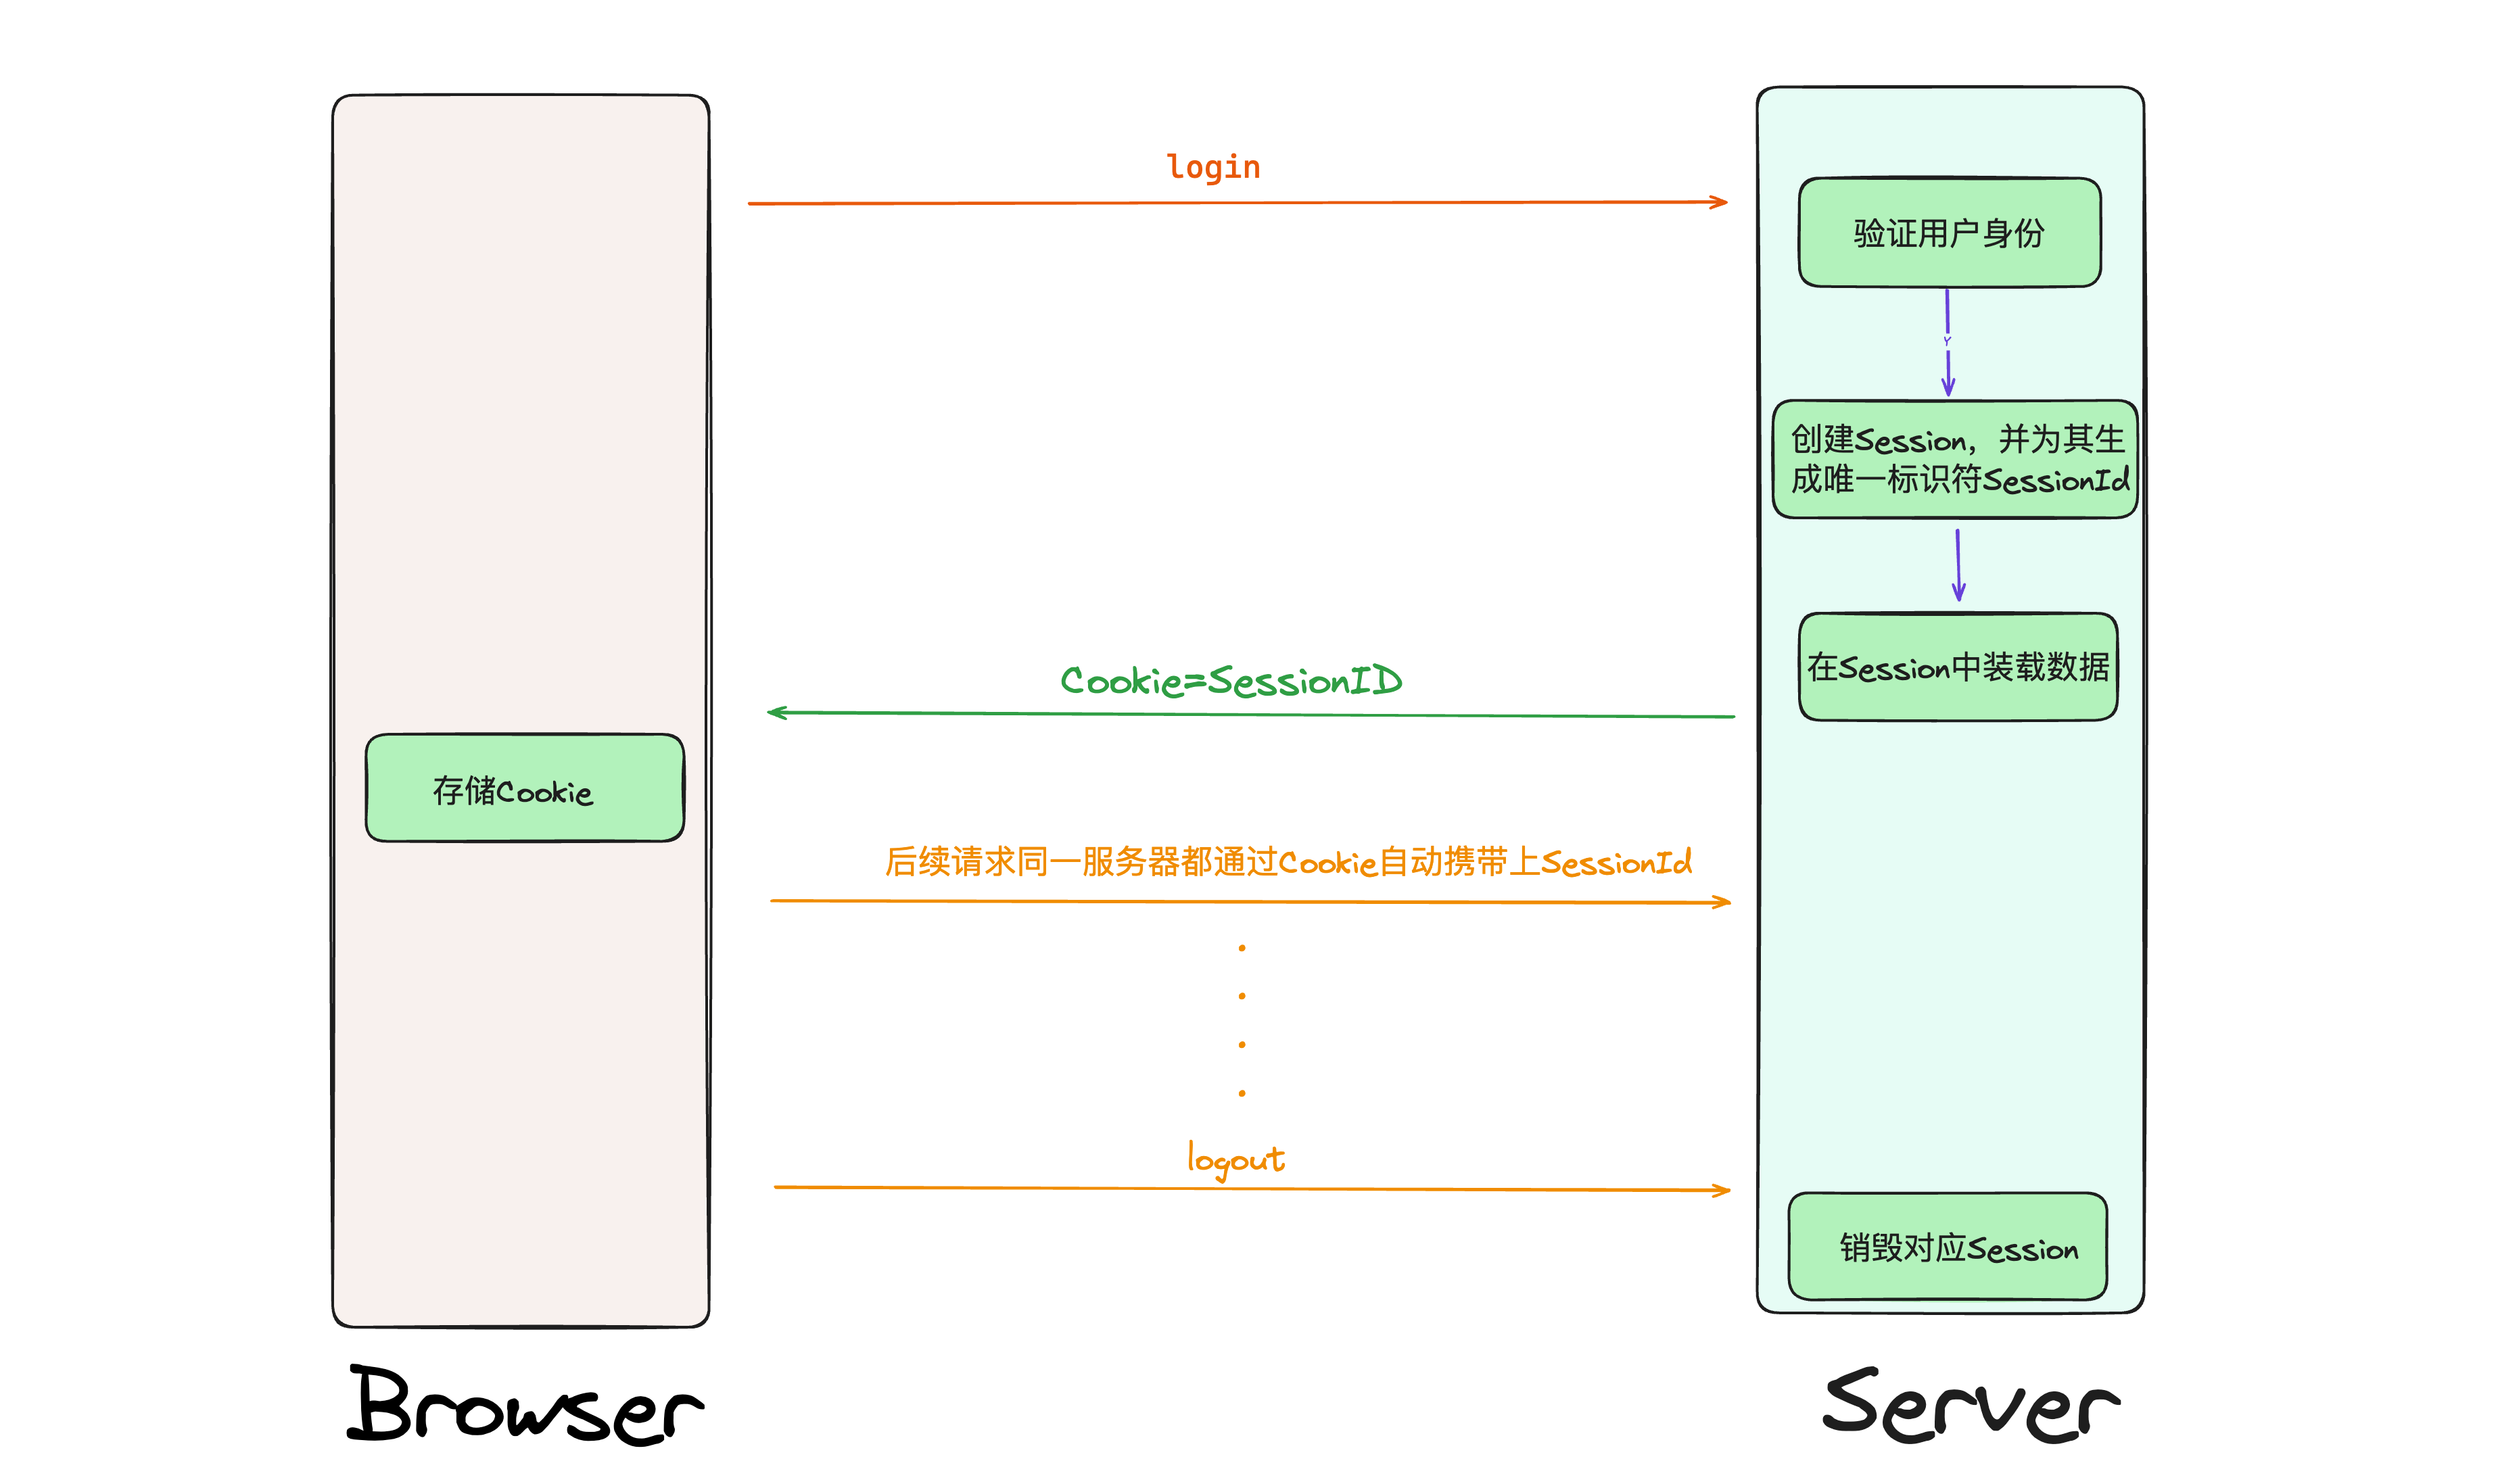 login
验证用户身份
Y
创建Session，并为其生
成唯一标识符SessionId
在Session中装载数据
Cookie=SessionID
存储Cookie
后续请求同一服务器都通过Cookie自动携带上SessionId
logout
销毁对应Session
Browser
Server